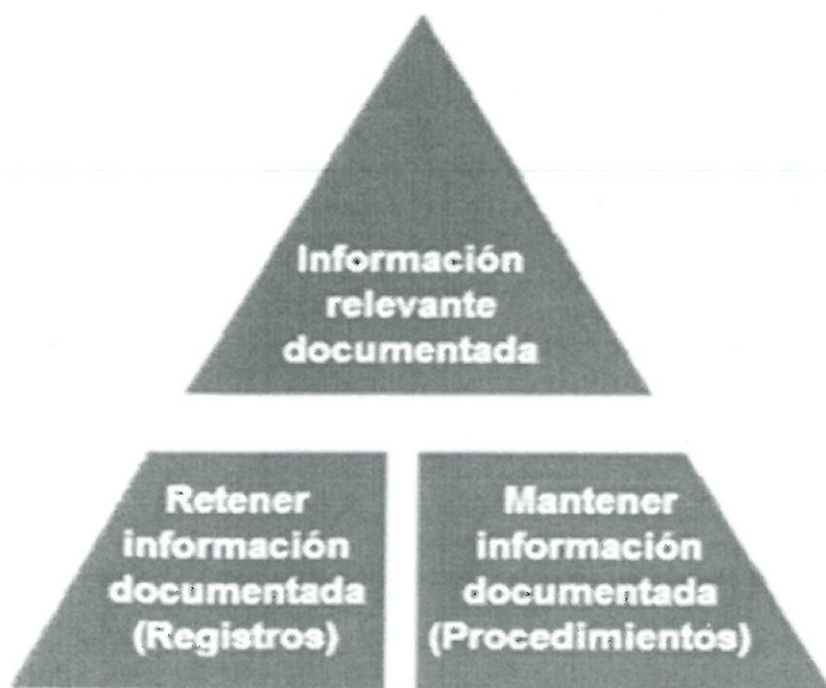 Información
relevante
documentada
Retener
información
documentada
(Registros)
Mantener
información
documentada
(Procedimientos)